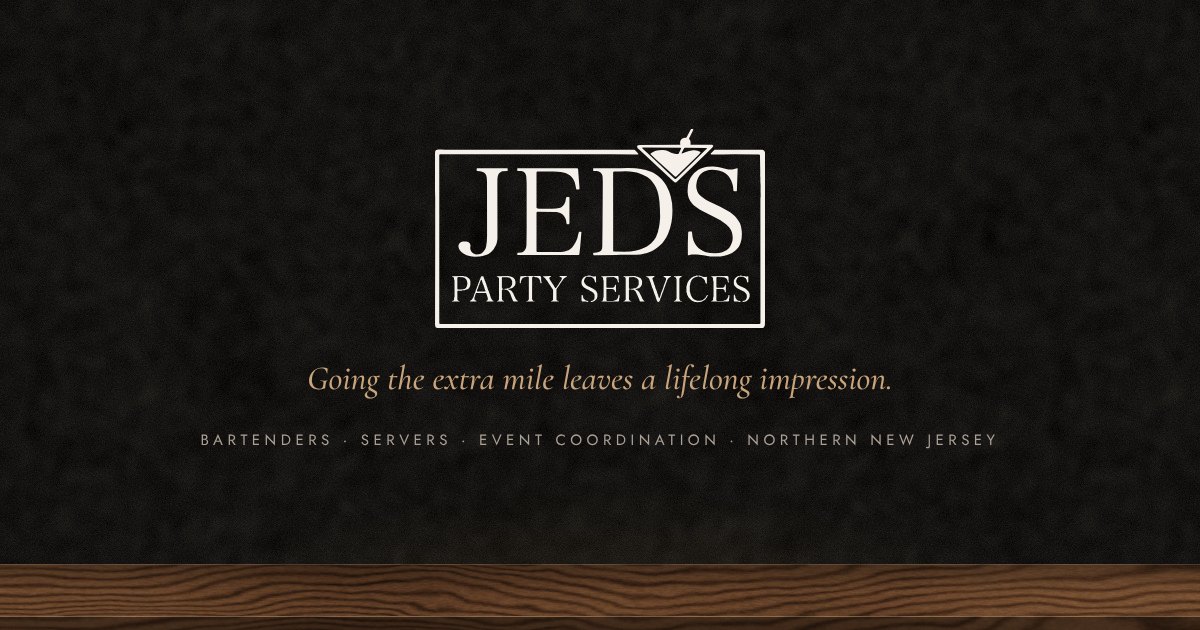 JED'S
PARTY SERVICES
Going the extra mile leaves a lifelong impression.
BARTENDERS · SERVERS · EVENT COORDINATION · NORTHERN NEW JERSEY